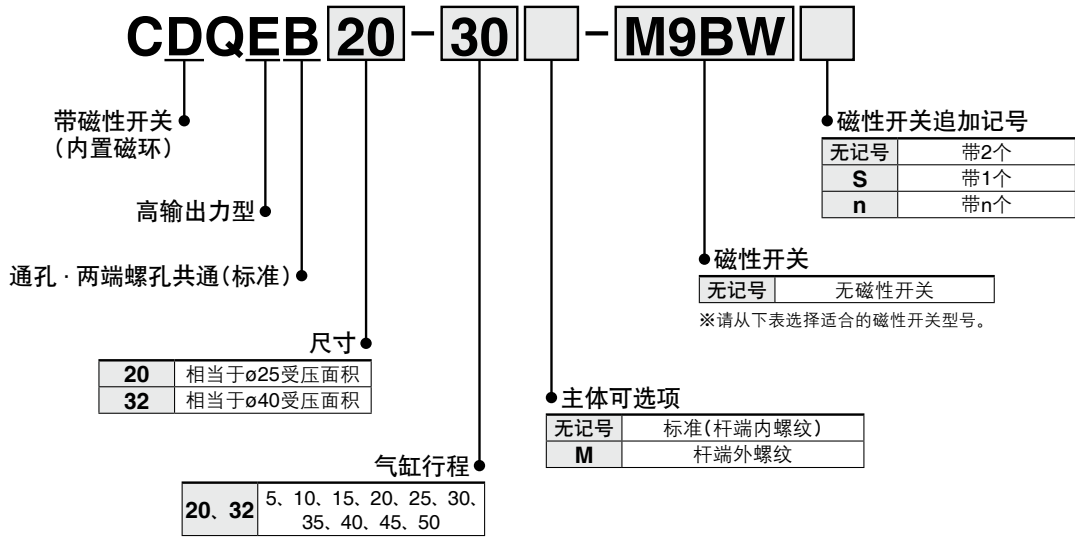 CDQEB 20 - 30 - M9BW
带磁性开关
（内置磁环）
高输出力型
通孔·两端螺孔共通（标准）
尺寸
20 相当于ø25受压面积
32 相当于ø40受压面积
气缸行程
20、32 5、10、15、20、25、30、
35、40、45、50
主体可选项
无记号 标准（杆端内螺纹）
M 杆端外螺纹
磁性开关
无记号 无磁性开关
※请从下表选择适合的磁性开关型号。
磁性开关追加记号
无记号 带2个
S 带1个
n 带n个